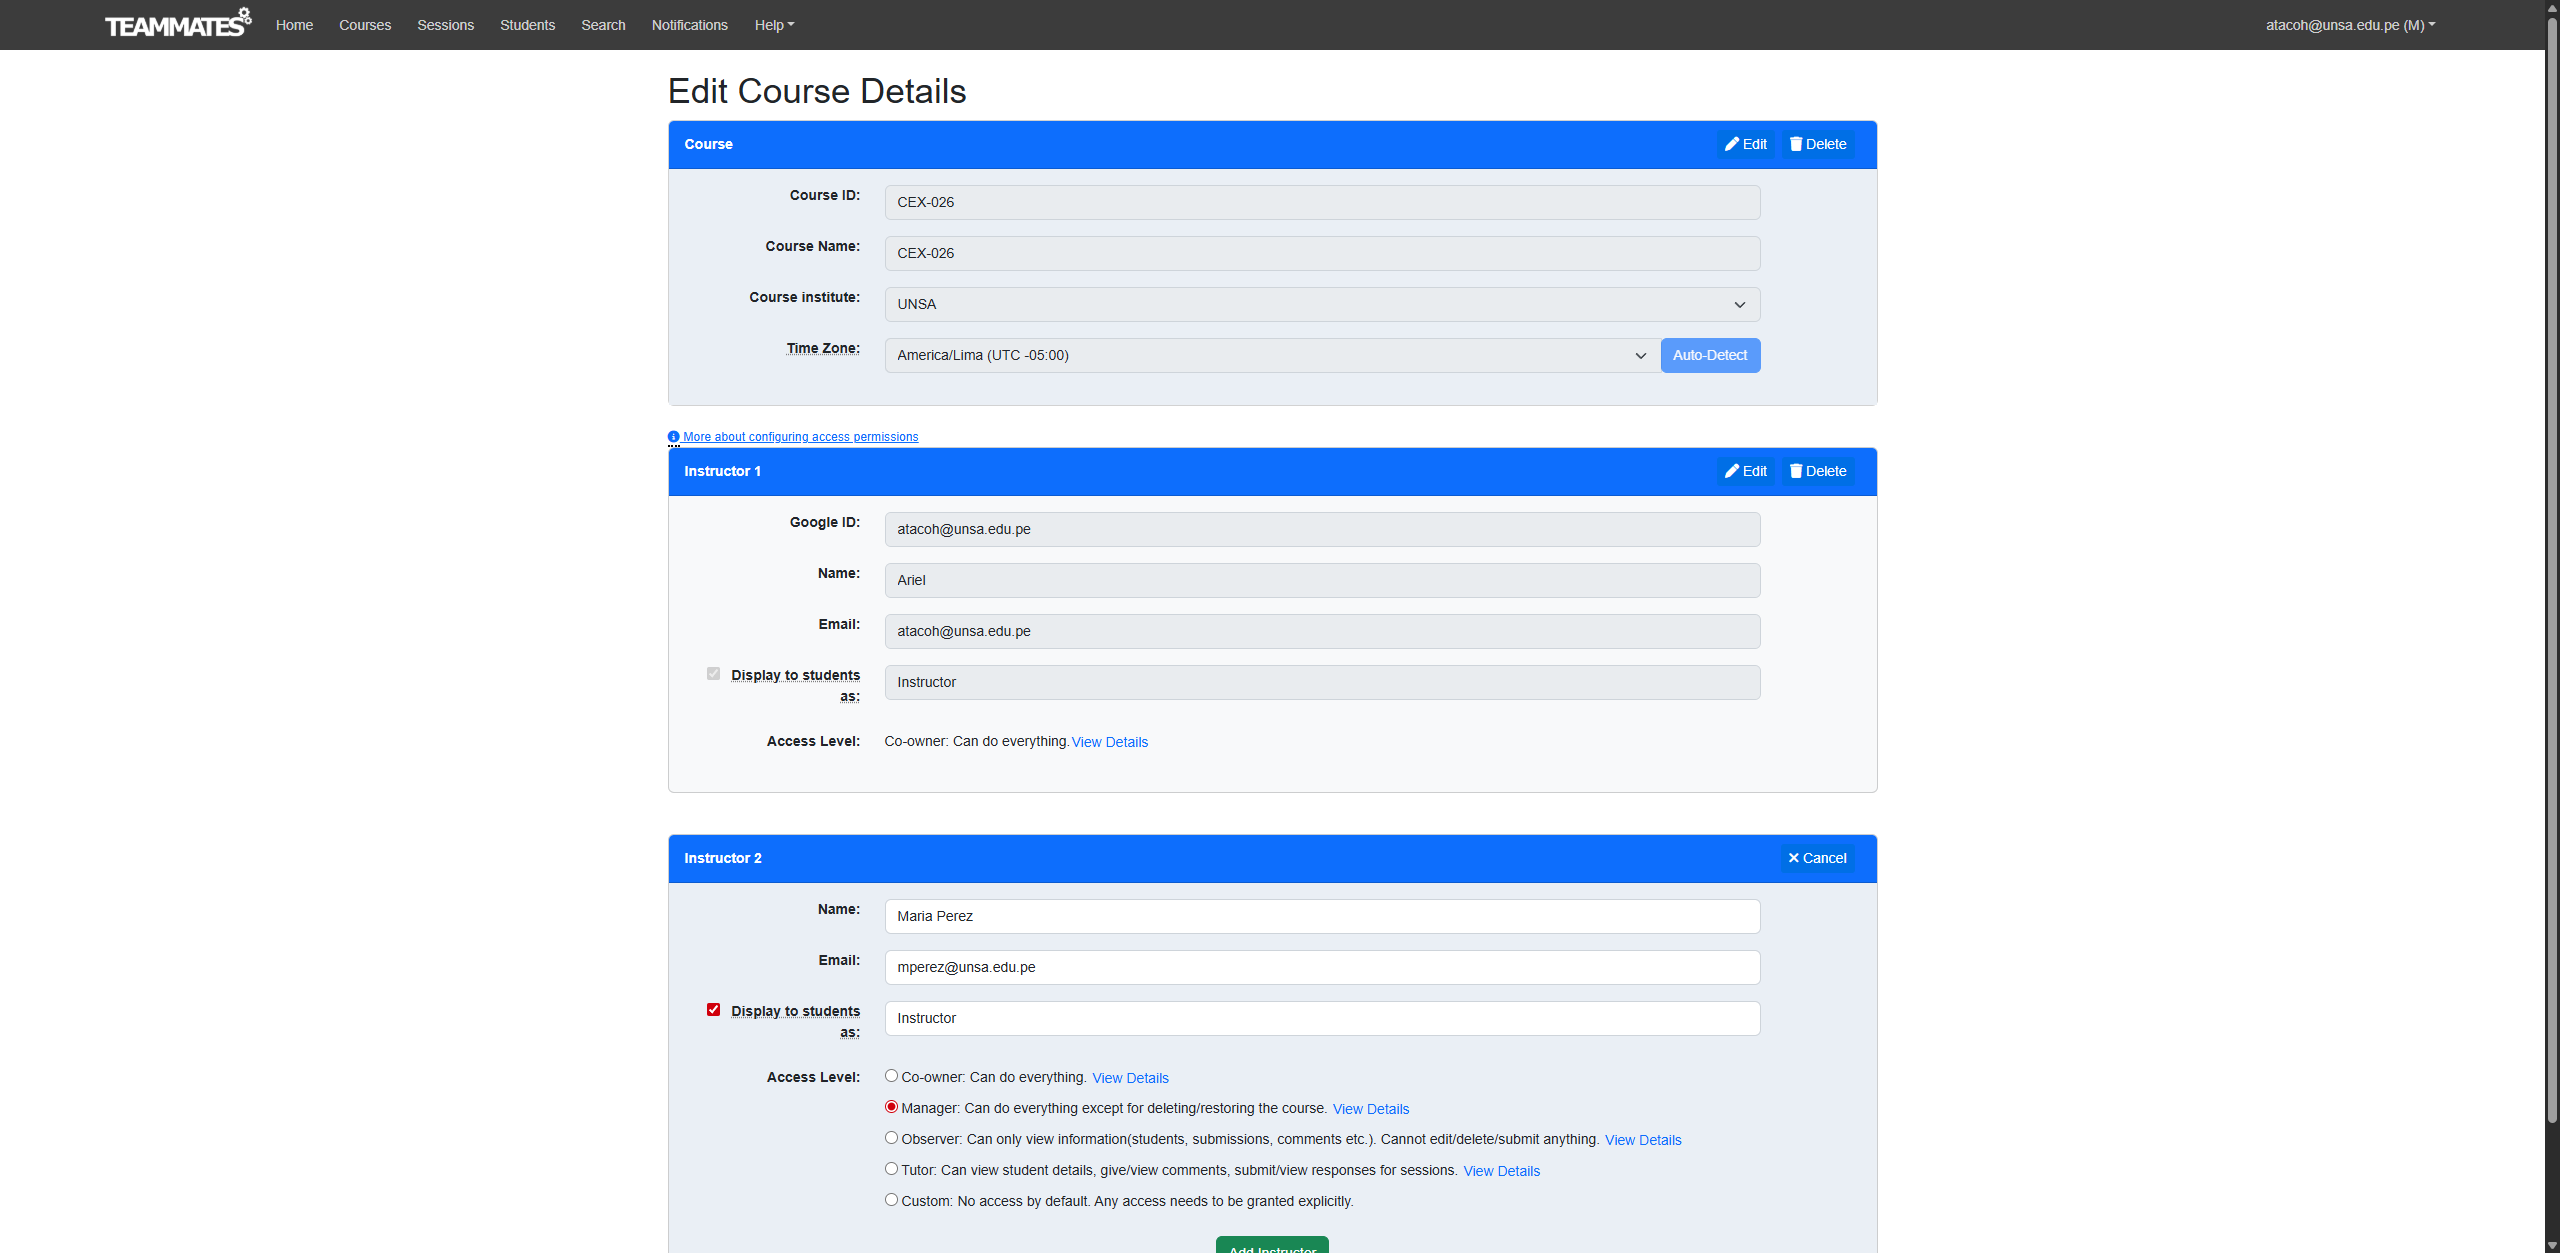 TEAMMATES Home Courses Sessions Students Search Notifications Help atacoh@unsa.edu.pe (M)
Edit Course Details
Course Edit Delete
Course ID: CEX-026
Course Name: CEX-026
Course institute: UNSA
Time Zone: America/Lima (UTC -05:00) Auto-Detect
More about configuring access permissions
Instructor 1 Edit Delete
Google ID: atacoh@unsa.edu.pe
Name: Ariel
Email: atacoh@unsa.edu.pe
Display to students as: Instructor
Access Level: Co-owner: Can do everything. View Details
Instructor 2 Cancel
Name: Maria Perez
Email: mperez@unsa.edu.pe
Display to students as: Instructor
Access Level: Co-owner: Can do everything. View Details
Manager: Can do everything except for deleting/restoring the course. View Details
Observer: Can only view information(students, submissions, comments etc.). Cannot edit/delete/submit anything. View Details
Tutor: Can view student details, give/view comments, submit/view responses for sessions. View Details
Custom: No access by default. Any access needs to be granted explicitly.
Add Instructor